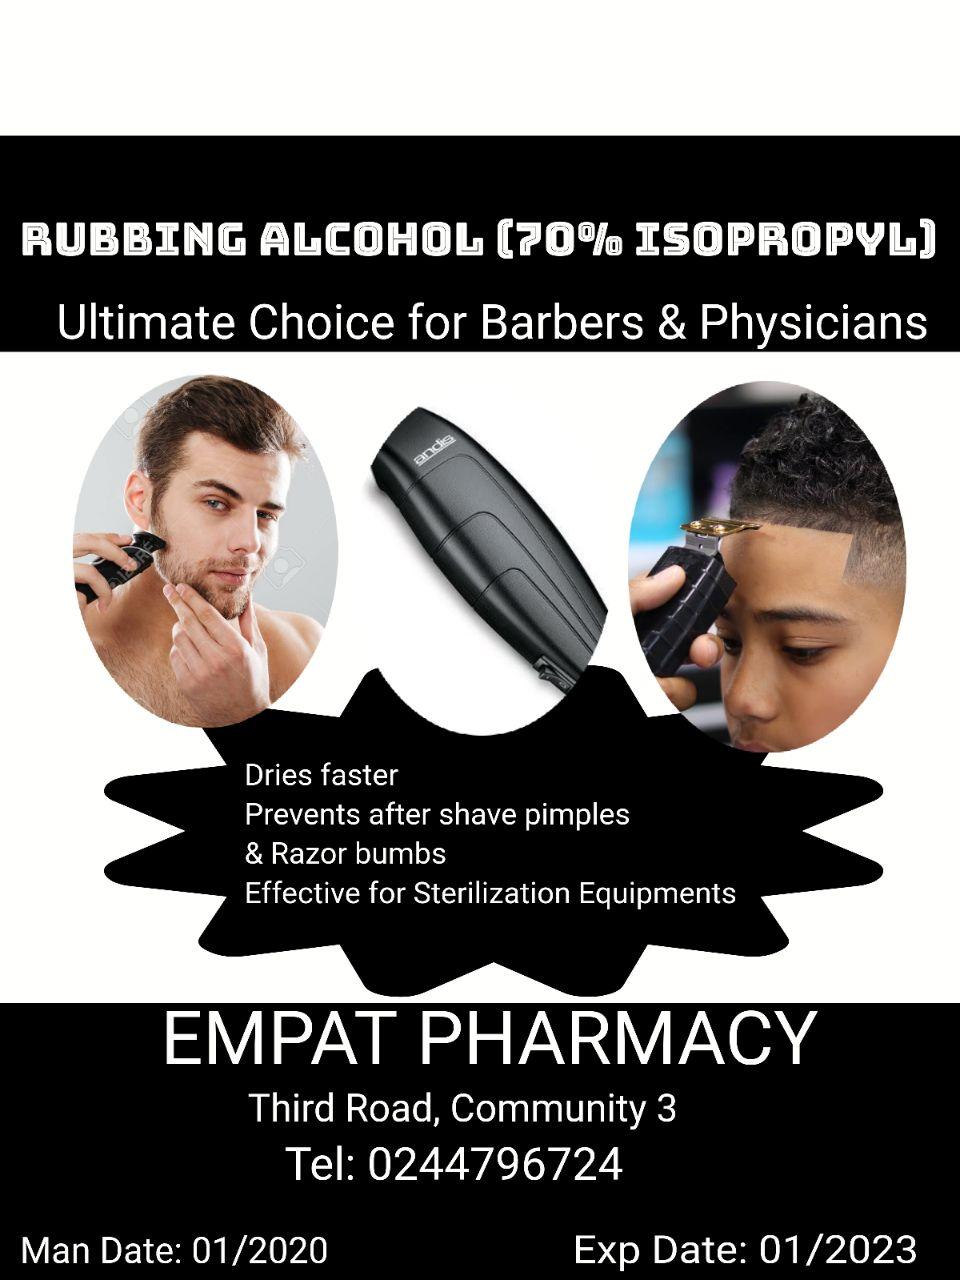 RUBBING ALCOHOL (70% ISOPROPYL)
Ultimate Choice for Barbers & Physicians
andis
Dries faster
Prevents after shave pimples
& Razor bumbs
Effective for Sterilization Equipments
EMPAT PHARMACY
Third Road, Community 3
Tel: 0244796724
Man Date: 01/2020
Exp Date: 01/2023